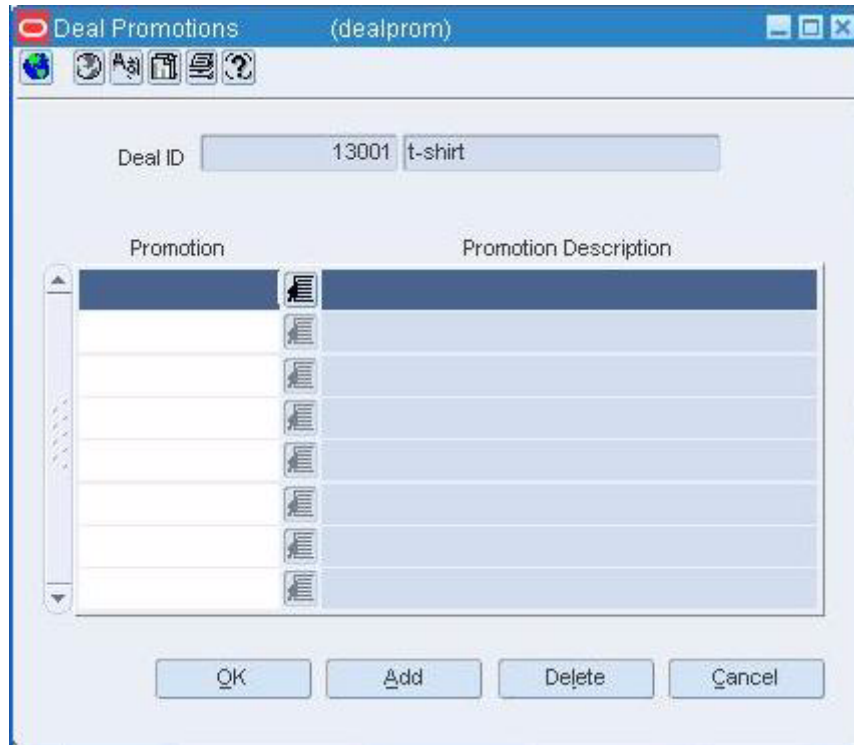 Deal Promotions (dealprom)
Deal ID 13001 t-shirt
Promotion Promotion Description
OK Add Delete Cancel